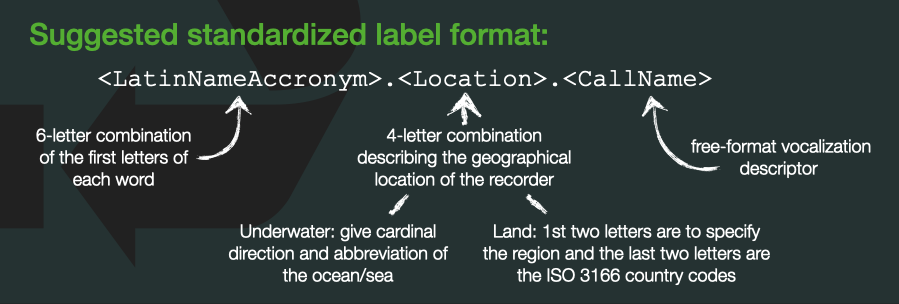 Suggested standardized label format:
<LatinNameAccronym>.<Location>.<CallName>
6-letter combination
of the first letters of
each word
4-letter combination
describing the geographical
location of the recorder
free-format vocalization
descriptor
Underwater: give cardinal
direction and abbreviation of
the ocean/sea
Land: 1st two letters are to specify
the region and the last two letters are
the ISO 3166 country codes